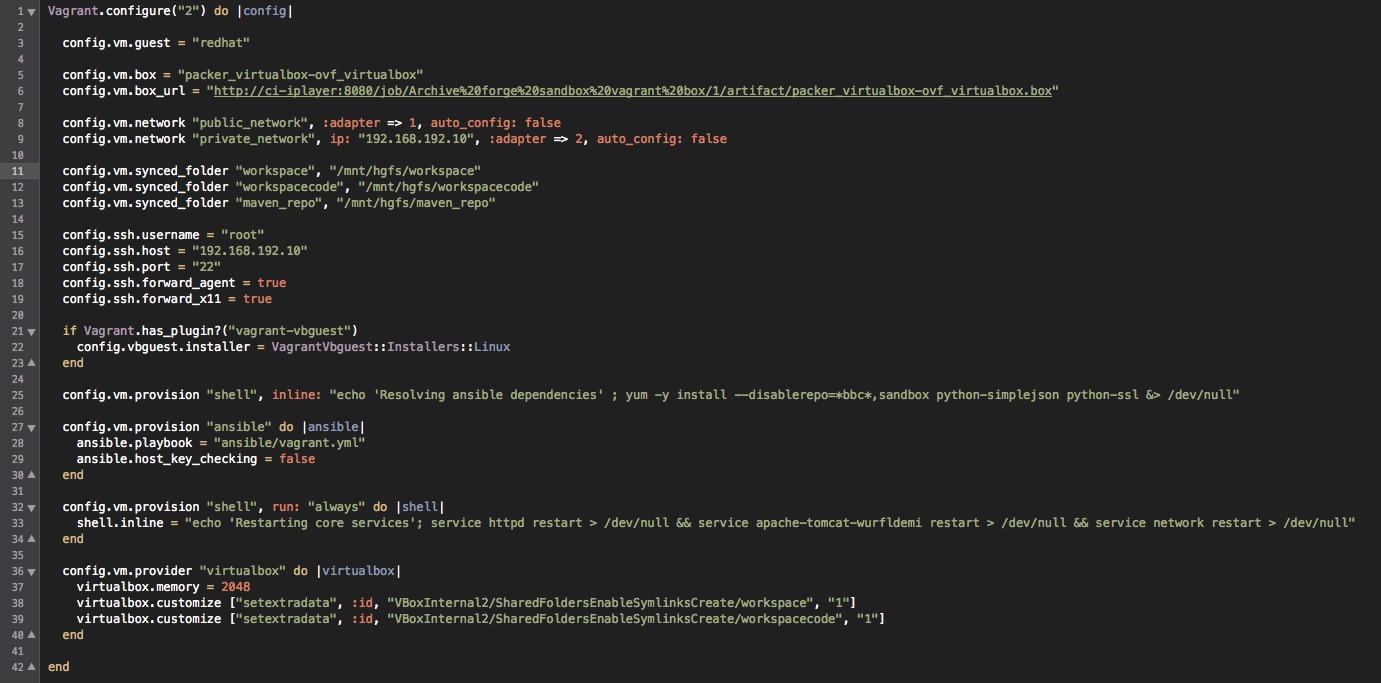 1 Vagrant.configure("2") do |config|
2
3 config.vm.guest = "redhat"
4
5 config.vm.box = "packer_virtualbox-ovf_virtualbox"
6 config.vm.box_url = "http://ci-iplayer:8080/job/Archive%20forge%20sandbox%20vagrant%20box/1/artifact/packer_virtualbox-ovf_virtualbox.box"
7
8 config.vm.network "public_network", :adapter => 1, auto_config: false
9 config.vm.network "private_network", ip: "192.168.192.10", :adapter => 2, auto_config: false
10
11 config.vm.synced_folder "workspace", "/mnt/hgfs/workspace"
12 config.vm.synced_folder "workspacecode", "/mnt/hgfs/workspacecode"
13 config.vm.synced_folder "maven_repo", "/mnt/hgfs/maven_repo"
14
15 config.ssh.username = "root"
16 config.ssh.host = "192.168.192.10"
17 config.ssh.port = "22"
18 config.ssh.forward_agent = true
19 config.ssh.forward_x11 = true
20
21 if Vagrant.has_plugin?("vagrant-vbguest")
22 config.vbguest.installer = VagrantVbguest::Installers::Linux
23 end
24
25 config.vm.provision "shell", inline: "echo 'Resolving ansible dependencies' ; yum -y install --disablerepo=*bbc*,sandbox python-simplejson python-ssl &> /dev/null"
26
27 config.vm.provision "ansible" do |ansible|
28 ansible.playbook = "ansible/vagrant.yml"
29 ansible.host_key_checking = false
30 end
31
32 config.vm.provision "shell", run: "always" do |shell|
33 shell.inline = "echo 'Restarting core services'; service httpd restart > /dev/null && service apache-tomcat-wurfldemi restart > /dev/null && service network restart > /dev/null"
34 end
35
36 config.vm.provider "virtualbox" do |virtualbox|
37 virtualbox.memory = 2048
38 virtualbox.customize ["setextradata", :id, "VBoxInternal2/SharedFoldersEnableSymlinksCreate/workspace", "1"]
39 virtualbox.customize ["setextradata", :id, "VBoxInternal2/SharedFoldersEnableSymlinksCreate/workspacecode", "1"]
40 end
41
42 end